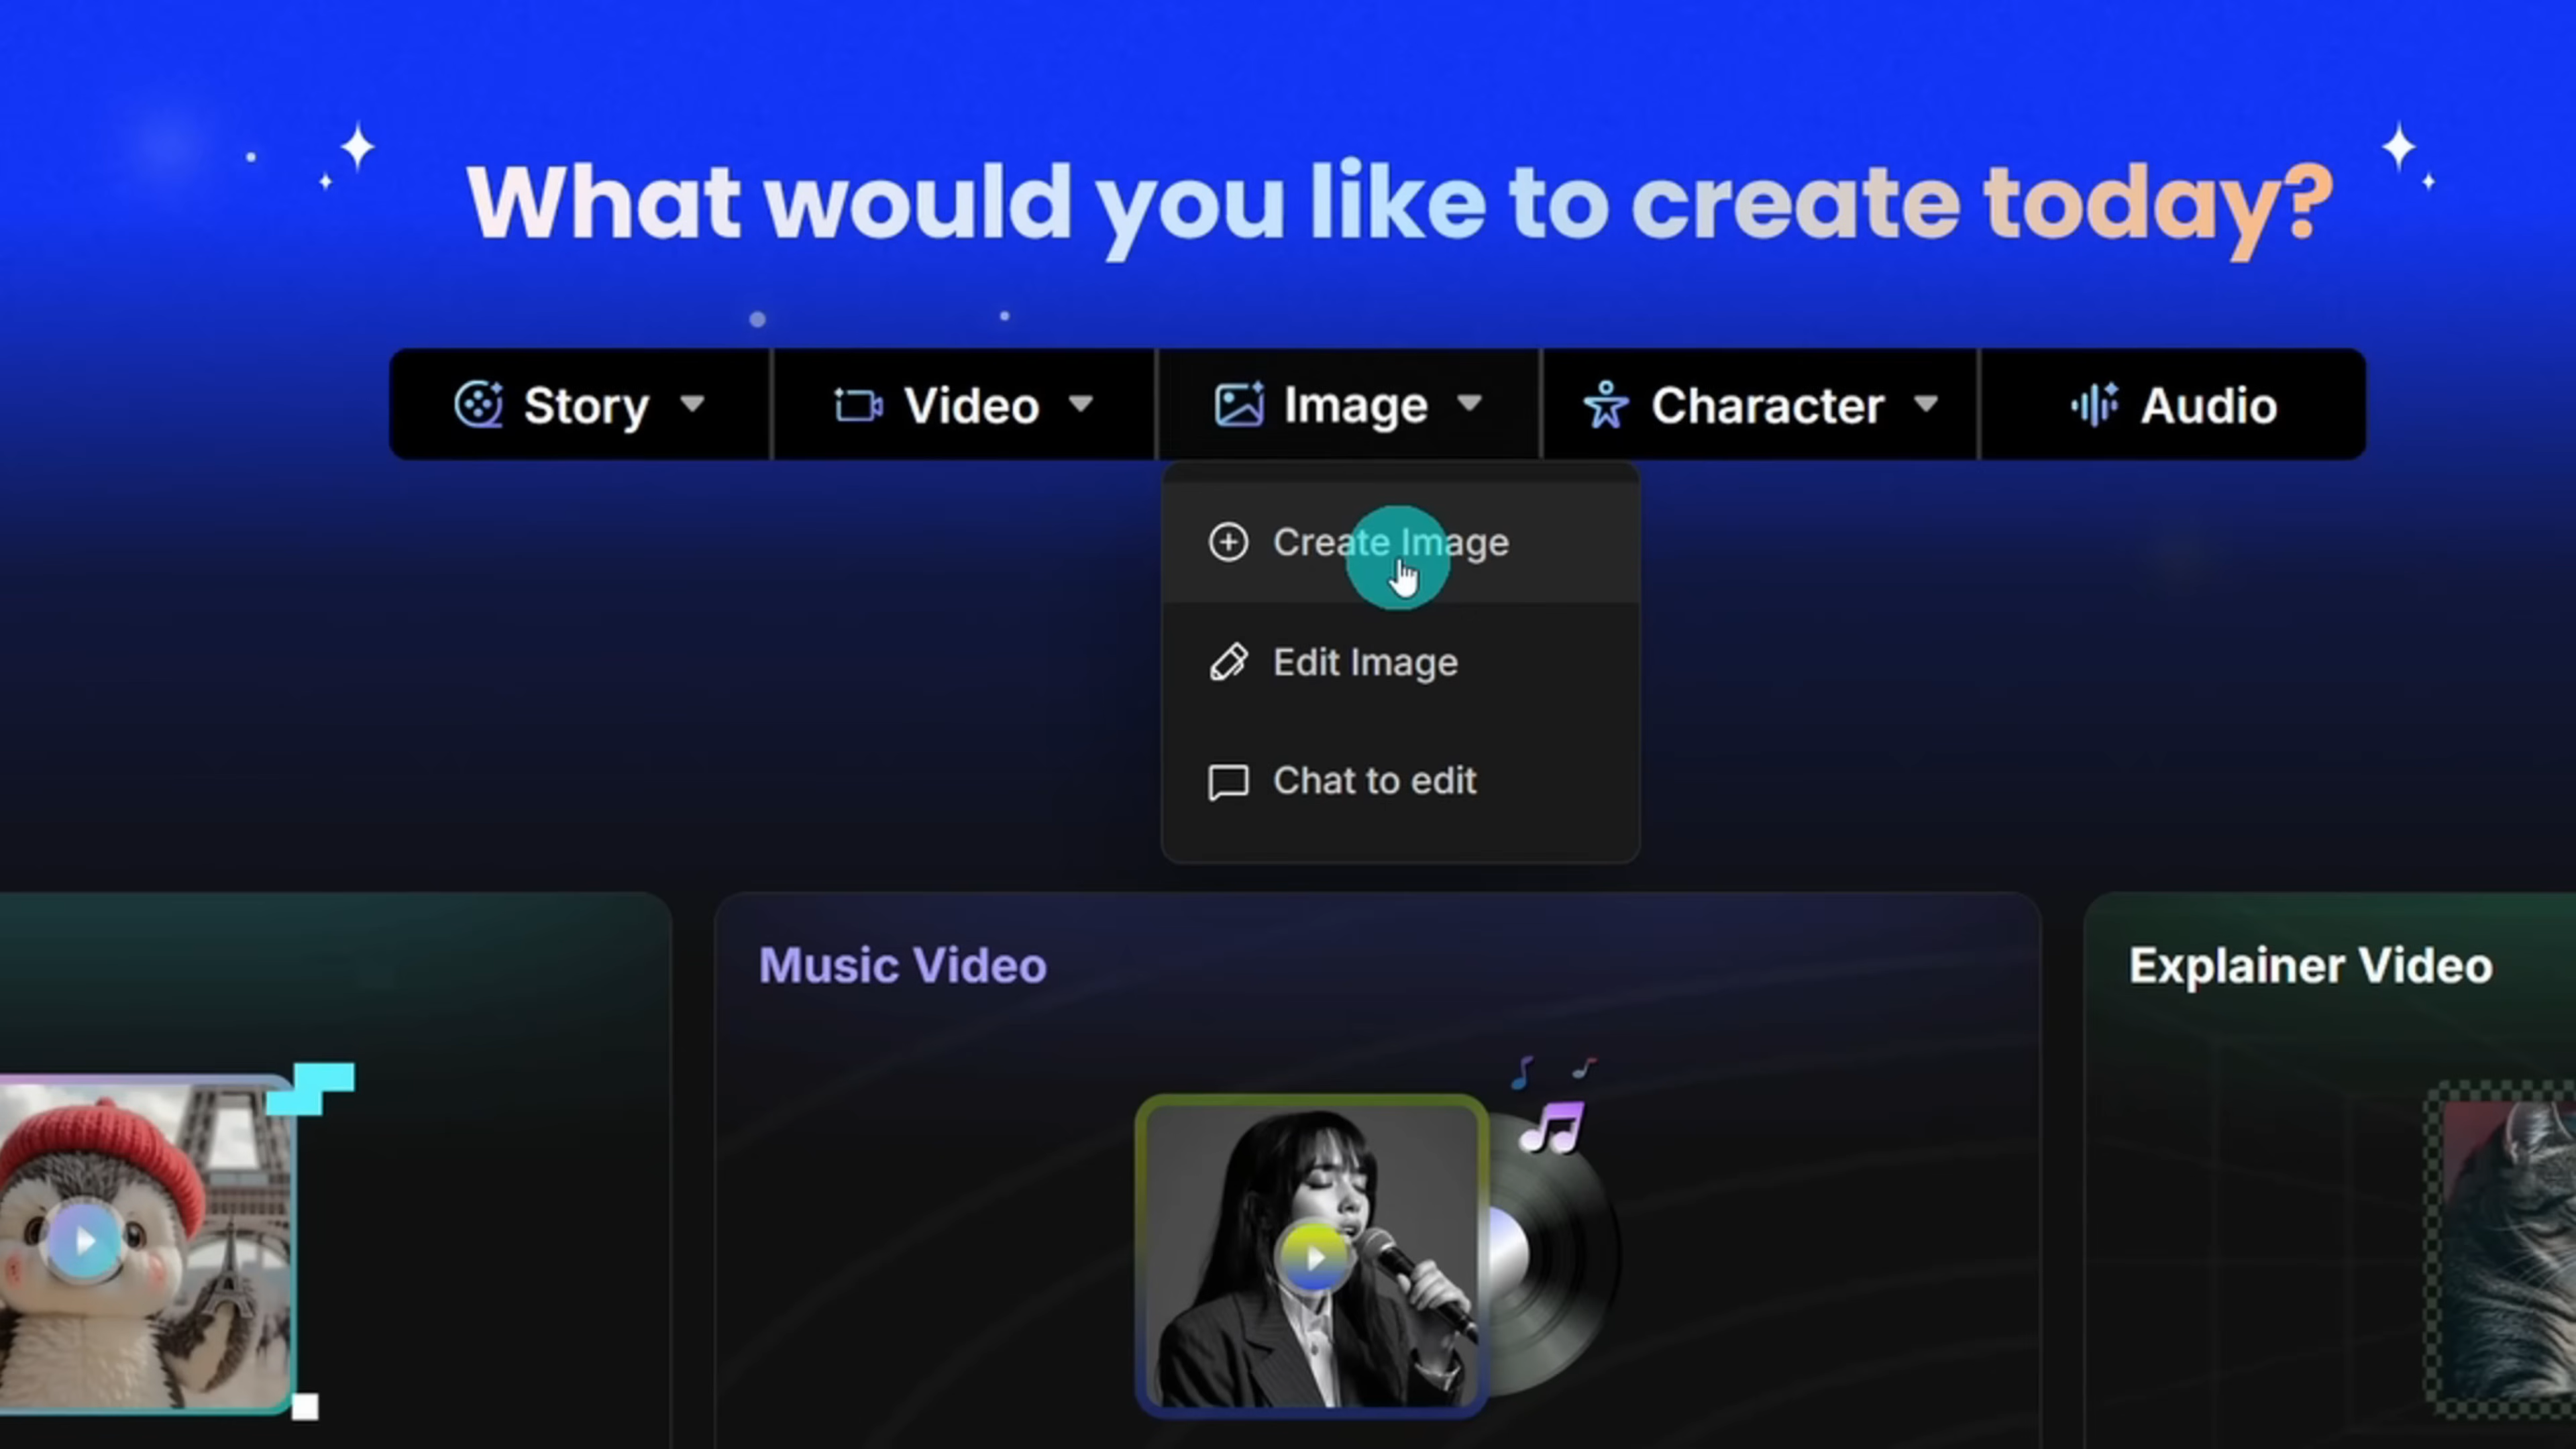 What would you like to create today?
Story
Video
Image
Character
Audio
Create Image
Edit Image
Chat to edit
Music Video
Explainer Video